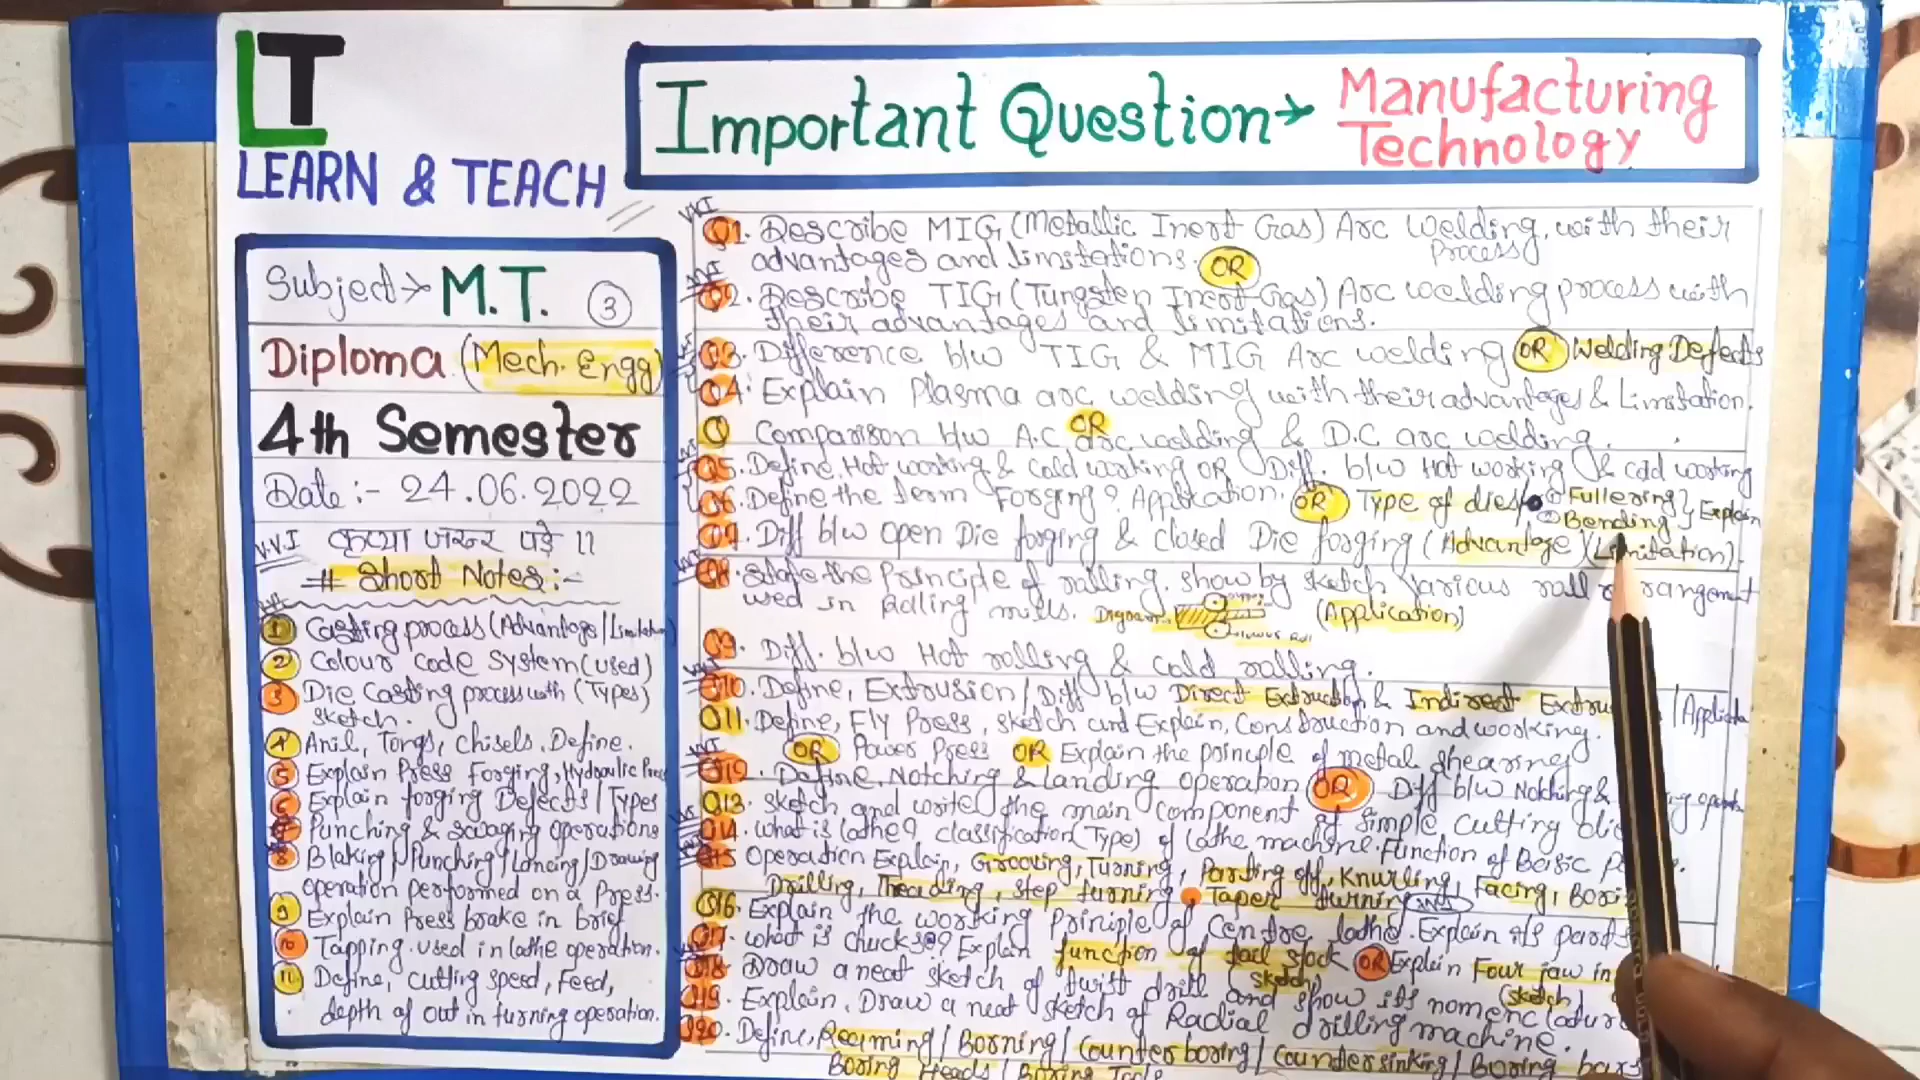 LT
LEARN & TEACH
Important Question→ Manufacturing Technology
Subject→ M.T. ③
Diploma (Mech. Engg)
4th Semester
Date :- 24.06.2022
V.V.I कृप्या जरूर पढ़े !!
# Short Notes :-
1 Casting process (Advantage/Limitation)
2 Colour code system (used)
3 Die Casting process with (Types)
sketch.
4 Anil, Tongs, chisels. Define.
5 Explain Press Forging, Hydraulic Press
6 Explain forging Defects / Types
7 Punching & swaging operations
8 Blaking / Punching / Lancing / Drawing
operation performed on a Press.
9 Explain Press brake in brief
10 Tapping used in lathe operation.
11 Define, cutting speed, Feed,
depth of cut in turning operation.
Q1. Describe MIG (Metallic Inert Gas) Arc welding, with their
advantages and limitations. OR process
Q2. Describe TIG (Tungsten Inert Gas) Arc welding process with
their advantages and limitations.
Q3. Difference b/w TIG & MIG Arc welding OR Welding Defects
Q4. Explain Plasma arc welding with their advantages & Limitation.
OR
Comparison b/w A.C arc welding & D.C arc welding.
Q5. Define, Hot working & cold working OR Diff. b/w Hot working & cold working
Q6. Define the term Forging? Application. OR Type of dies ① Fullering
② Bending } Explain
Q7. Diff b/w open Die forging & closed Die forging (Advantage) (Limitation).
Q8. State the Principle of rolling. show by sketch various roll arrangement
used in Rolling mills. Digram (Application)
Q9. Diff. b/w Hot rolling & cold rolling.
Q10. Define, Extrusion / Diff b/w Direct Extruction & Indirect
Q11. Define, Fly Press, sketch and Explain, Construction and working.
OR Power Press OR Explain the principle of metal shearing
Q12. Define Notching & Landing operation OR Diff b/w Notching &
Q13. sketch and write the main component of Simple cutting die
Q14. What is lathe? classification (Type) of lathe machine. Function of Basic
Q15 Operation Explain, Grooving, Turning, Parting off, Knurling, Facing,
Drilling, Threading, step turning, Taper turning
Q16. Explain the working Priniple of Centre lathe. Explain its parts
Q17. what is chucks? Explain function of tail stock OR Explain Four jaw
Q18. Draw a neat sketch of twist drill and show its (sketch)
Q19. Explain. Draw a neat sketch of Radial drilling machine.
Q20. Define, Reaming / Borning / Counter boring / Counter sinking / Boring bars
Boring Heads / Boring